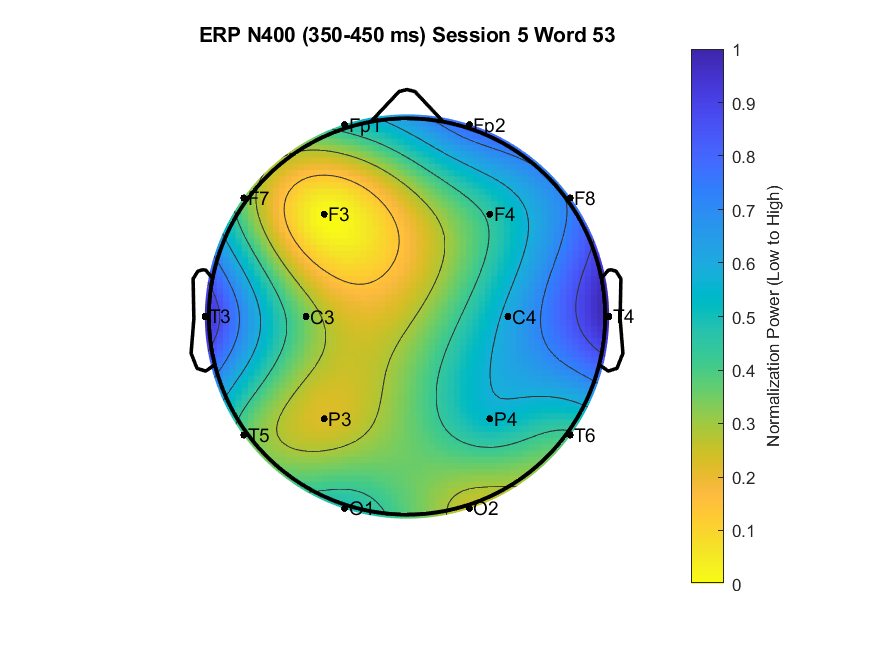 ERP N400 (350-450 ms) Session 5 Word 53
Fp1 Fp2
F7 F3 F4 F8
T3 C3 C4 T4
T5 P3 P4 T6
O1 O2
1
0.9
0.8
0.7
0.6
0.5
0.4
0.3
0.2
0.1
0
Normalization Power (Low to High)